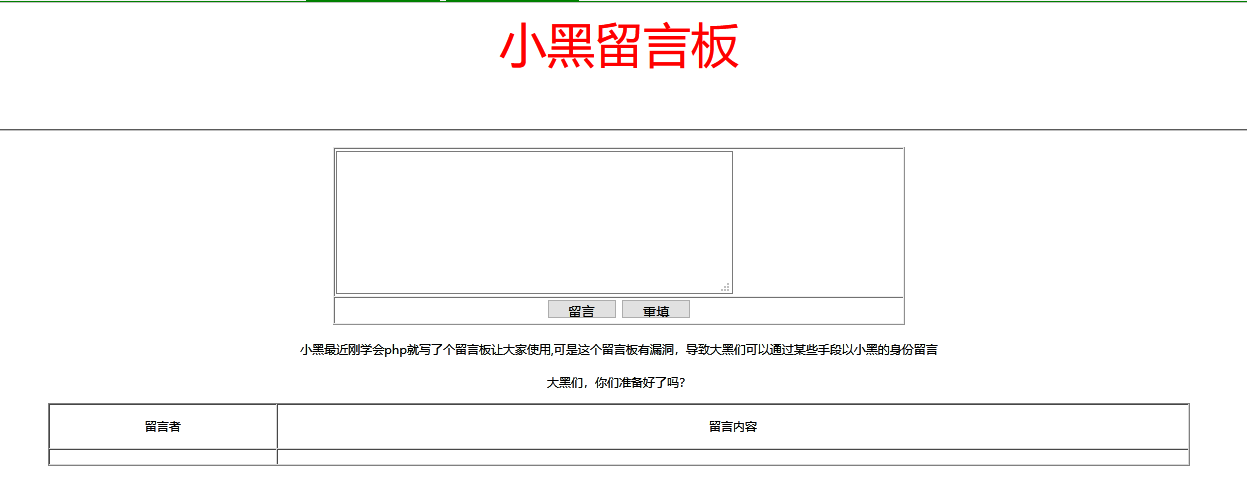 小黑留言板
留言 重填
小黑最近刚学会php就写了个留言板让大家使用,可是这个留言板有漏洞，导致大黑们可以通过某些手段以小黑的身份留言
大黑们，你们准备好了吗?
留言者 留言内容